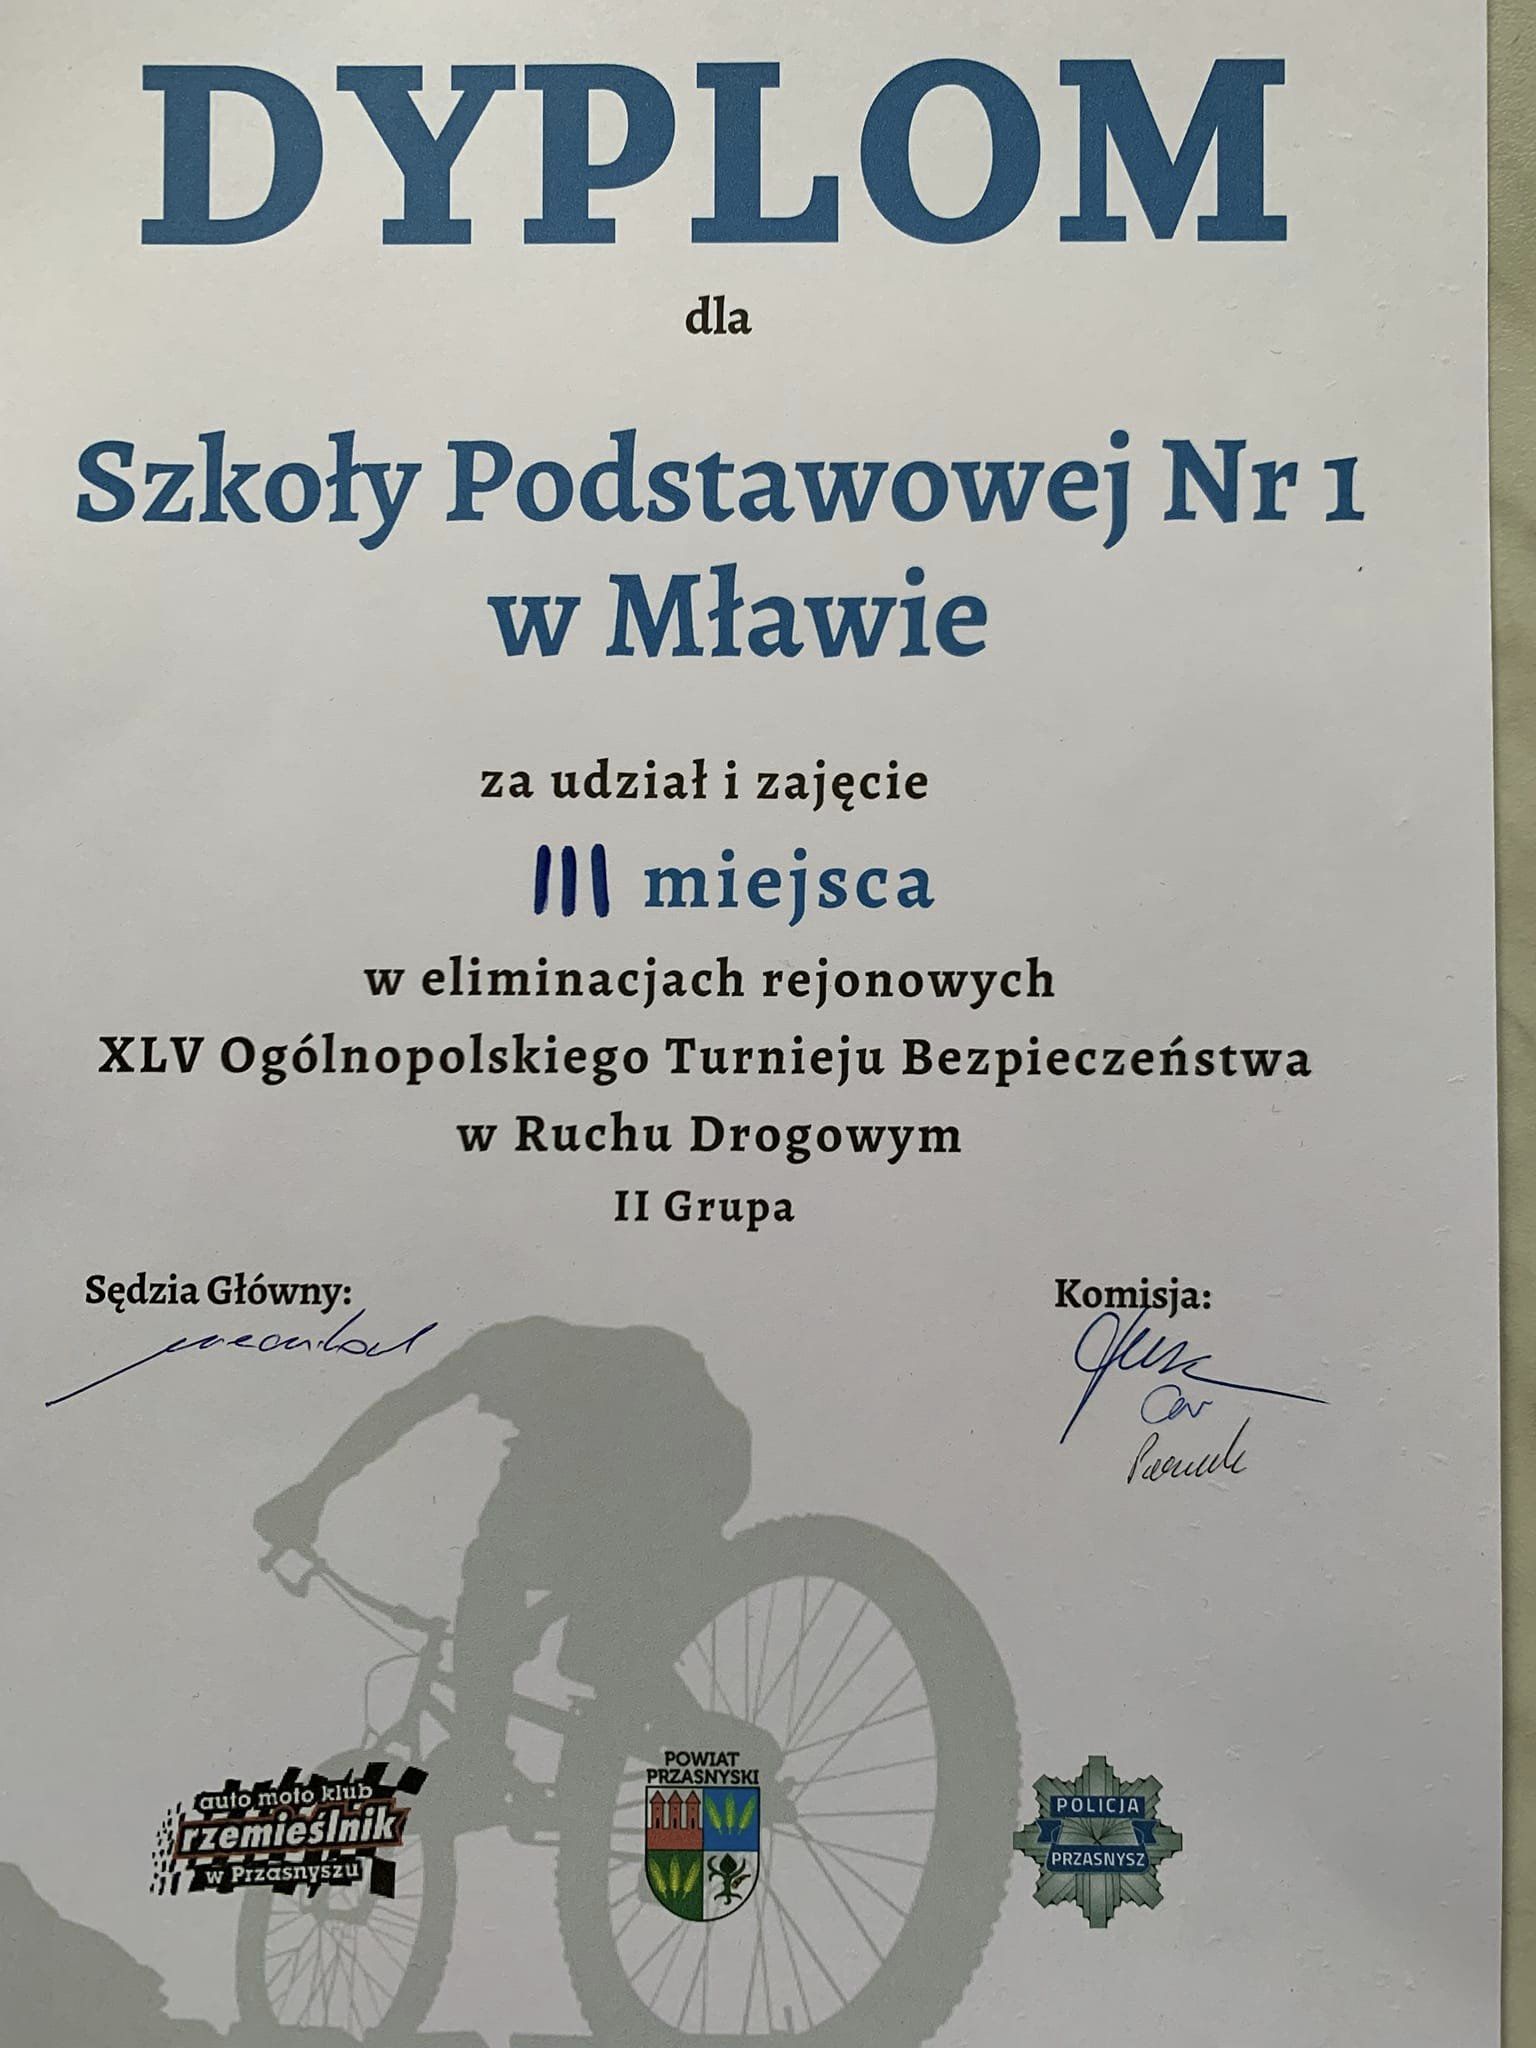 DYPLOM
dla
Szkoły Podstawowej Nr 1
w Mławie
za udział i zajęcie
III miejsca
w eliminacjach rejonowych
XLV Ogólnopolskiego Turnieju Bezpieczeństwa
w Ruchu Drogowym
II Grupa
Sędzia Główny:
Komisja:
auto moto klub
rzemieślnik
w Przasnyszu
POWIAT
PRZASNYSKI
POLICJA
PRZASNYSZ